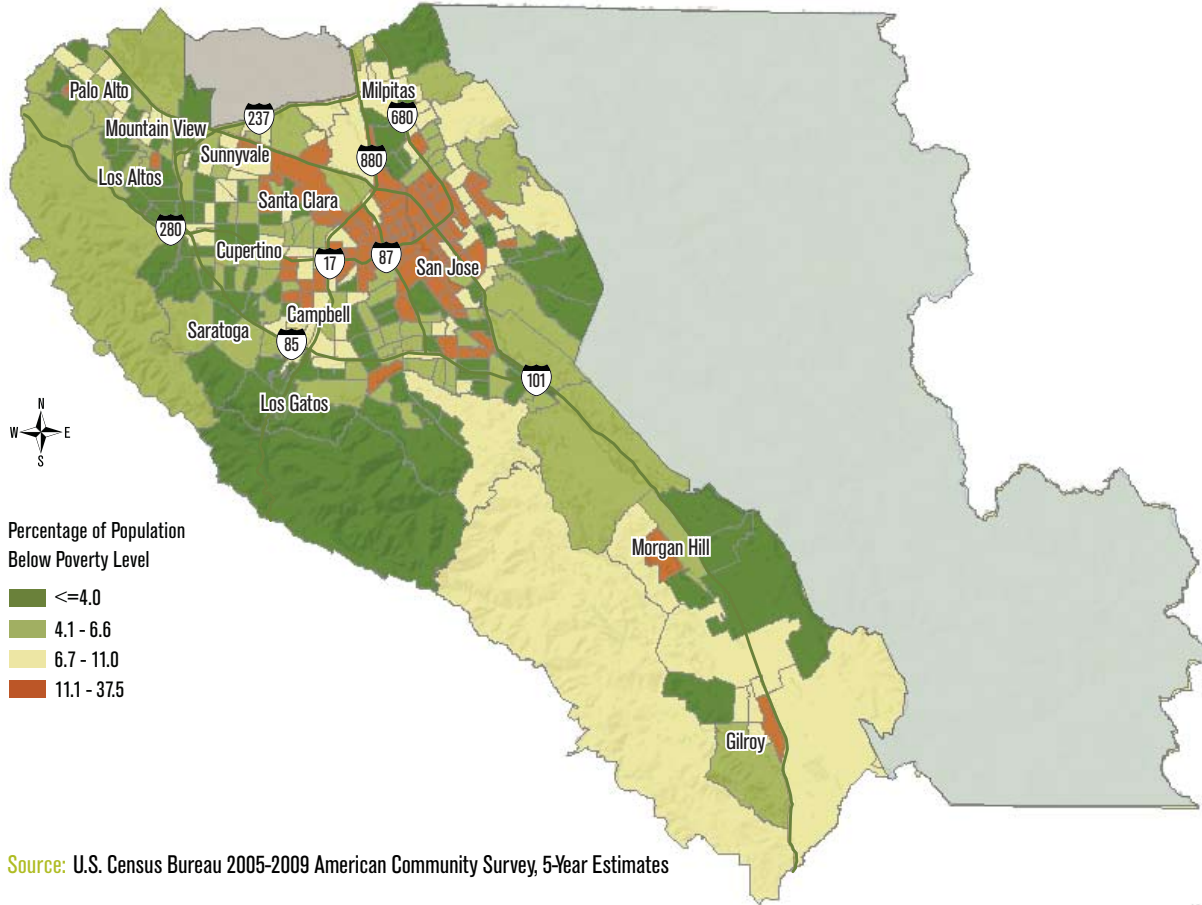 Palo Alto
Milpitas
237
680
Mountain View
Sunnyvale
880
Los Altos
Santa Clara
280
Cupertino
17
87
San Jose
Campbell
Saratoga
85
101
Los Gatos
N
W E
S
Percentage of Population
Below Poverty Level
<=4.0
4.1 - 6.6
6.7 - 11.0
11.1 - 37.5
Morgan Hill
Gilroy
Source: U.S. Census Bureau 2005-2009 American Community Survey, 5-Year Estimates